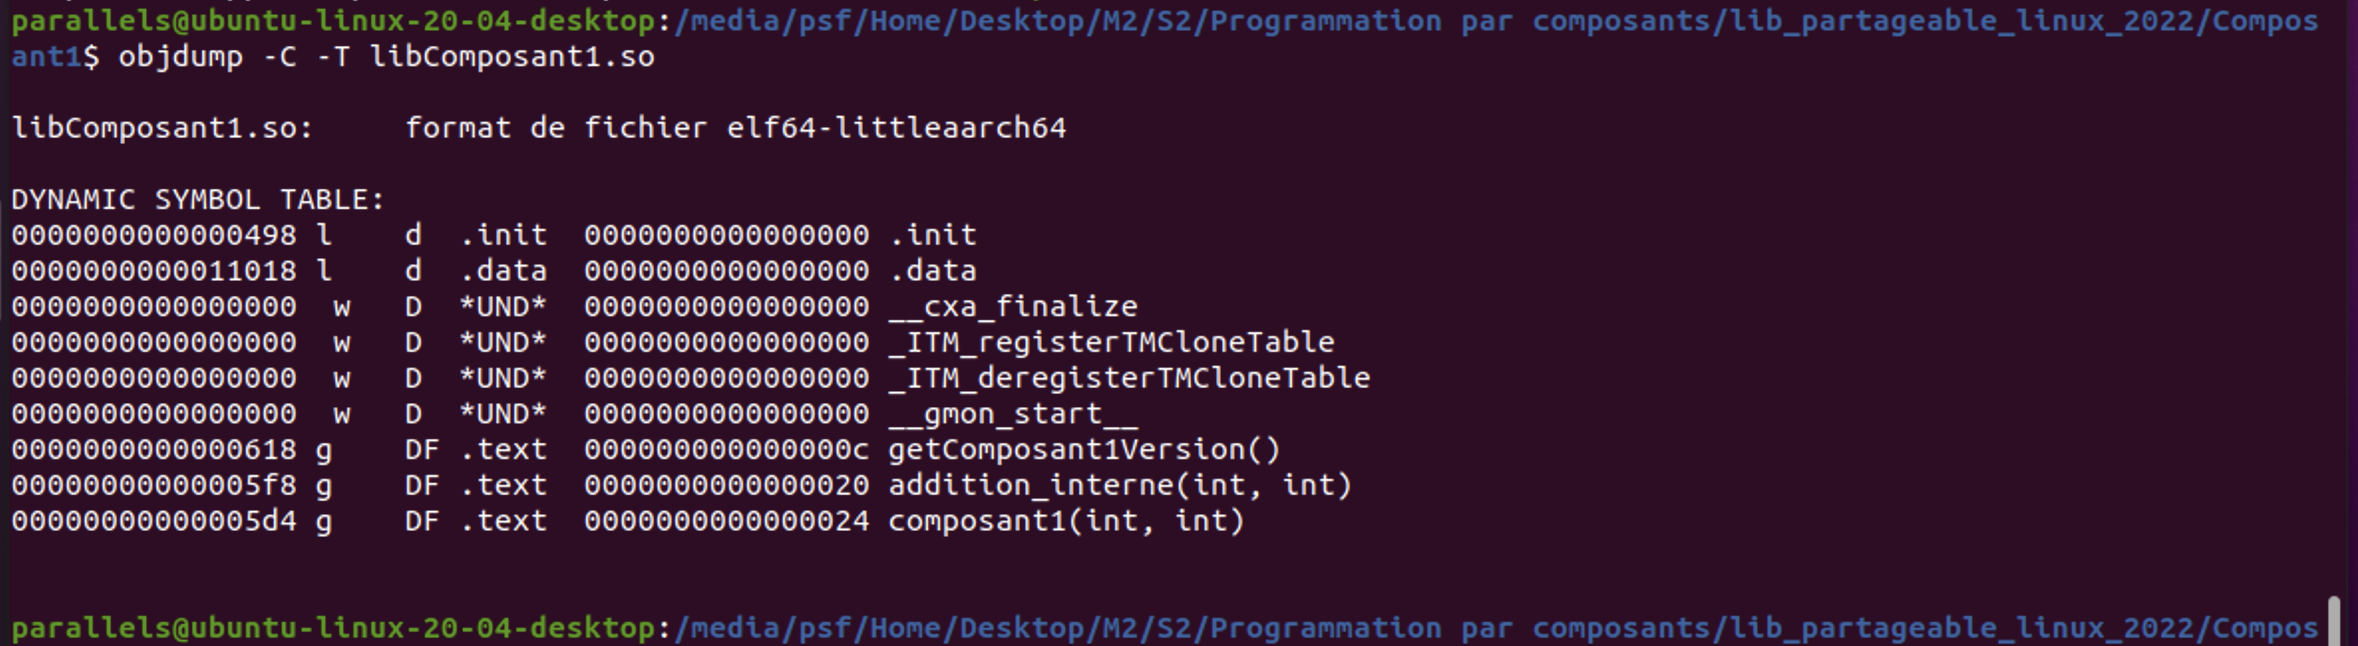 parallels@ubuntu-linux-20-04-desktop:/media/psf/Home/Desktop/M2/S2/Programmation par composants/lib_partageable_linux_2022/Compos
ant1$ objdump -C -T libComposant1.so
libComposant1.so:     format de fichier elf64-littleaarch64
DYNAMIC SYMBOL TABLE:
0000000000000498 l    d  .init  0000000000000000 .init
0000000000011018 l    d  .data  0000000000000000 .data
0000000000000000  w   D  *UND*  0000000000000000 __cxa_finalize
0000000000000000  w   D  *UND*  0000000000000000 _ITM_registerTMCloneTable
0000000000000000  w   D  *UND*  0000000000000000 _ITM_deregisterTMCloneTable
0000000000000000  w   D  *UND*  0000000000000000 __gmon_start__
0000000000000618 g    DF .text  000000000000000c getComposant1Version()
00000000000005f8 g    DF .text  0000000000000020 addition_interne(int, int)
00000000000005d4 g    DF .text  0000000000000024 composant1(int, int)
parallels@ubuntu-linux-20-04-desktop:/media/psf/Home/Desktop/M2/S2/Programmation par composants/lib_partageable_linux_2022/Compos